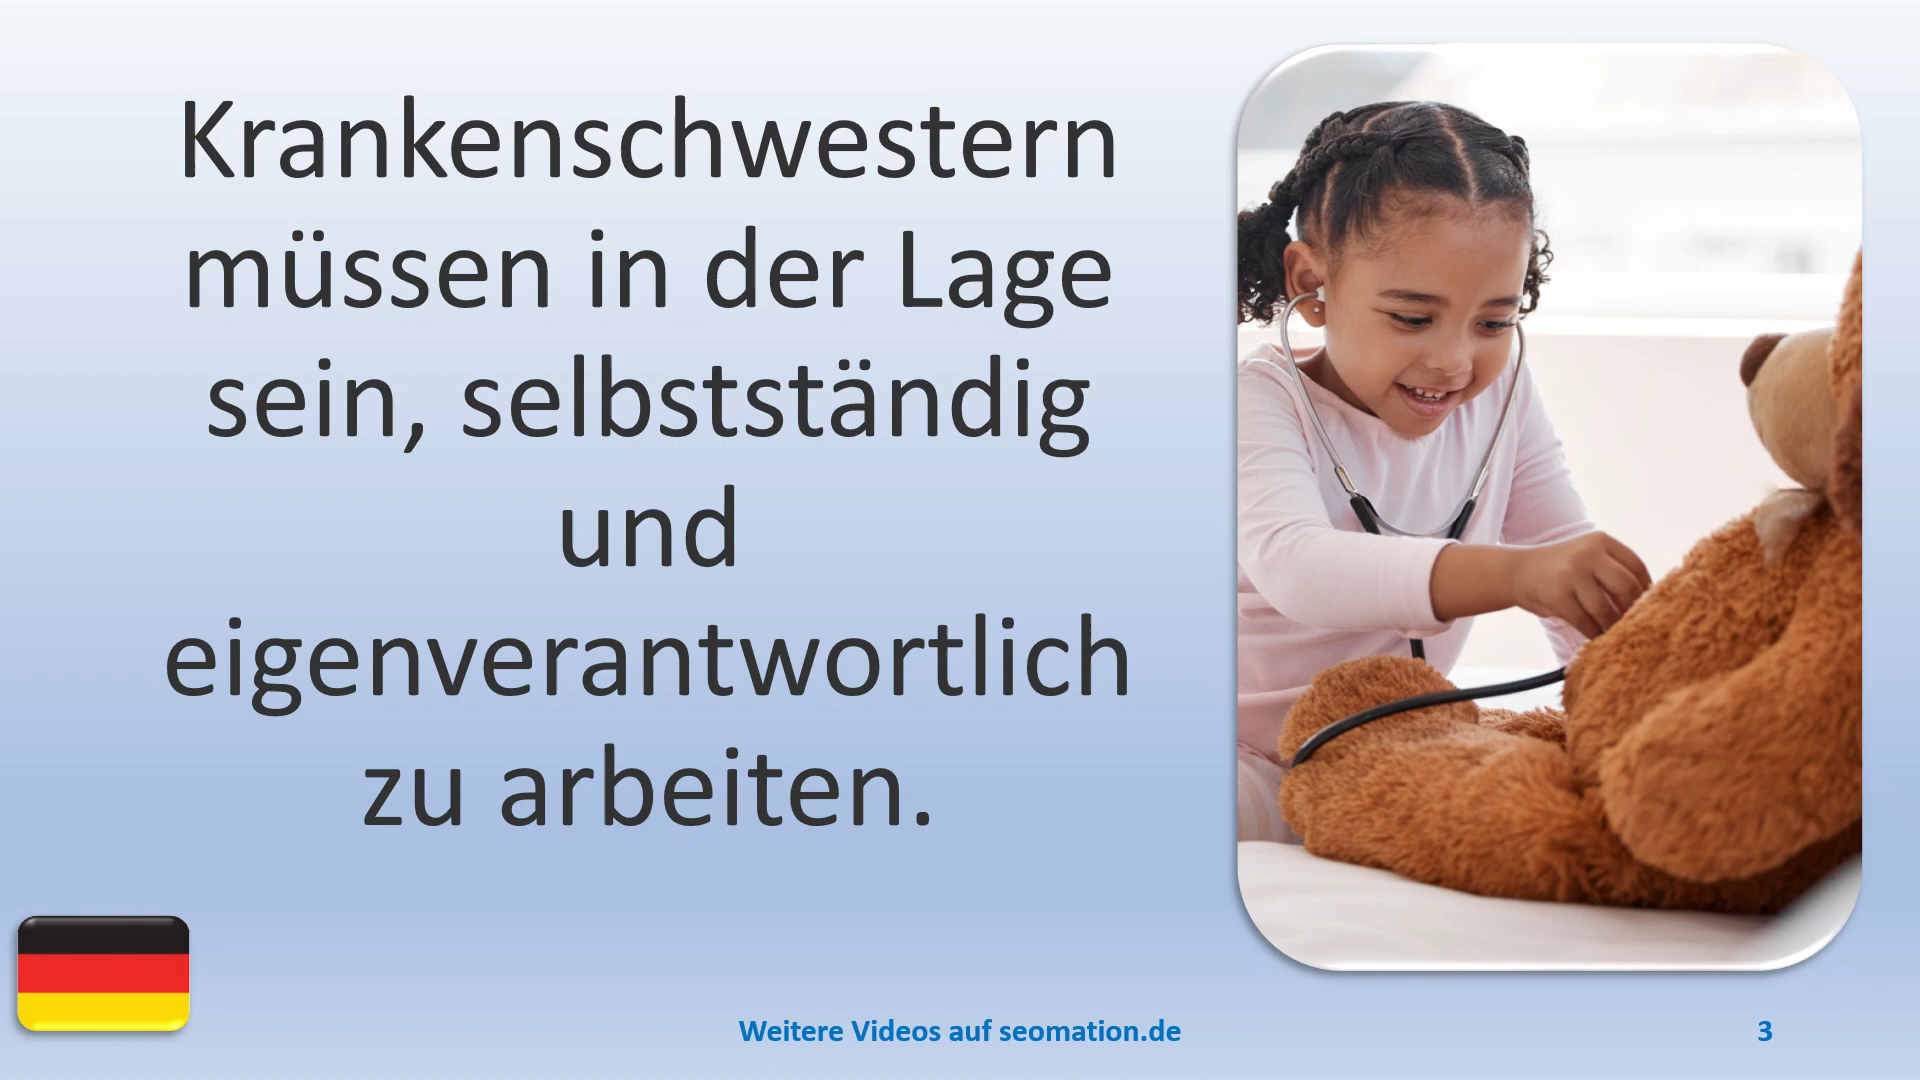 Krankenschwestern
müssen in der Lage
sein, selbstständig
und
eigenverantwortlich
zu arbeiten.
Weitere Videos auf seomation.de
3